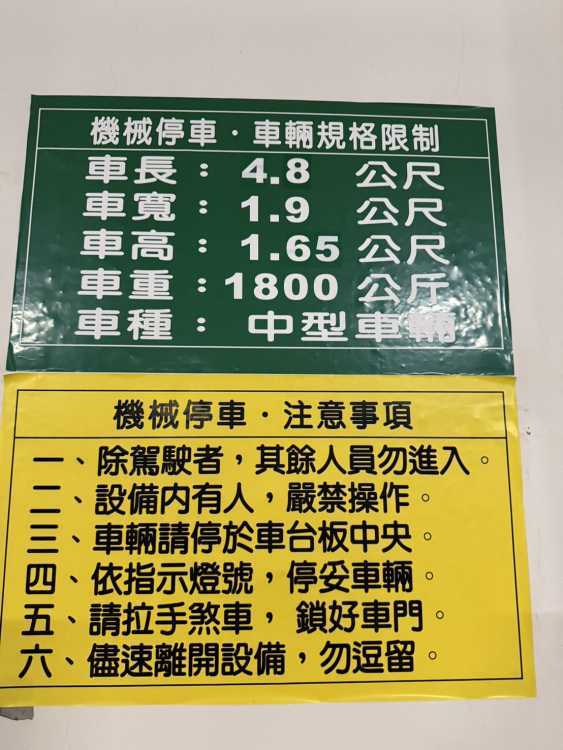 機械停車．車輛規格限制
車長：4.8 公尺
車寬：1.9 公尺
車高：1.65 公尺
車重：1800 公斤
車種：中型車輛
機械停車．注意事項
一、除駕駛者，其餘人員勿進入。
二、設備內有人，嚴禁操作。
三、車輛請停於車台板中央。
四、依指示燈號，停妥車輛。
五、請拉手煞車，鎖好車門。
六、儘速離開設備，勿逗留。